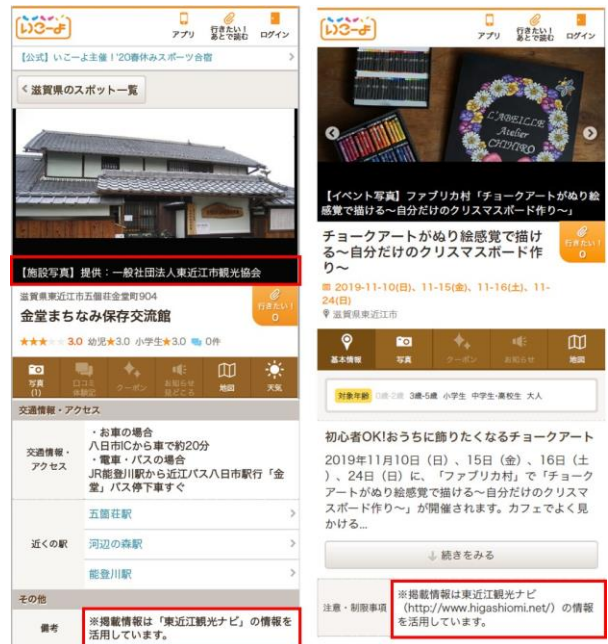 いこーよ
アプリ
行きたい!
あとで読む
ログイン
【公式】いこーよ主催!'20春休みスポーツ合宿
滋賀県のスポット一覧
【施設写真】提供:一般社団法人東近江市観光協会
滋賀県東近江市五個荘金堂町904
金堂まちなみ保存交流館
行きたい!
0
★★★★★ 3.0 幼児★3.0 小学生★3.0 0件
写真
(1)
口コミ
体験記
クーポン
お知らせ
見どころ
地図
天気
交通情報・アクセス
交通情報・
アクセス
・お車の場合
八日市ICから車で約20分
・電車・バスの場合
JR能登川駅から近江バス八日市駅行「金
堂」バス停下車すぐ
近くの駅
五箇荘駅
河辺の森駅
能登川駅
その他
備考
※掲載情報は「東近江観光ナビ」の情報を
活用しています。
いこーよ
アプリ
行きたい!
あとで読む
ログイン
L'ABEILLE
Atelier
CHIHIRO
【イベント写真】ファブリカ村「チョークアートがぬり絵
感覚で描ける~自分だけのクリスマスボード作り~」
チョークアートがぬり絵感覚で描け
る~自分だけのクリスマスボード作
り~
行きたい!
0
2019-11-10(日)、11-15(金)、11-16(土)、11-
24(日)
滋賀県東近江市
基本情報
写真
クーポン
お知らせ
地図
対象年齢 0歳-2歳 3歳-5歳 小学生 中学生・高校生 大人
初心者OK!おうちに飾りたくなるチョークアート
2019年11月10日(日)、15日(金)、16日(土
)、24日(日)に、「ファブリカ村」で「チョーク
アートがぬり絵感覚で描ける~自分だけのクリスマ
スボード作り~」が開催されます。カフェでよく見
かける...
続きをみる
注意・制限事項
※掲載情報は東近江観光ナビ
(http://www.higashiomi.net/)の情報
を活用しています。